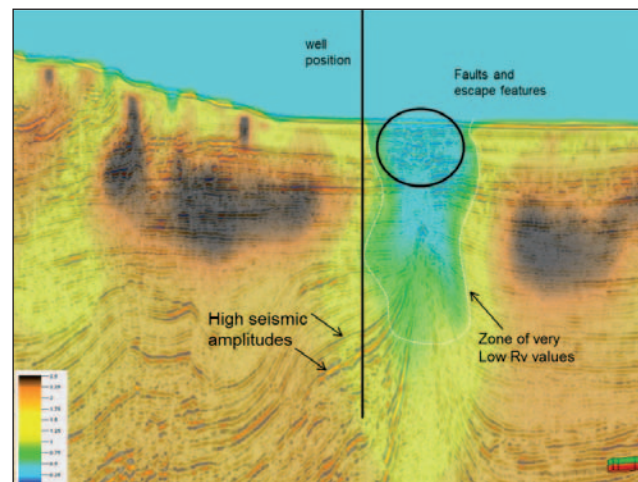 well
position
Faults and
escape features
High seismic
amplitudes
Zone of very
Low Rv values